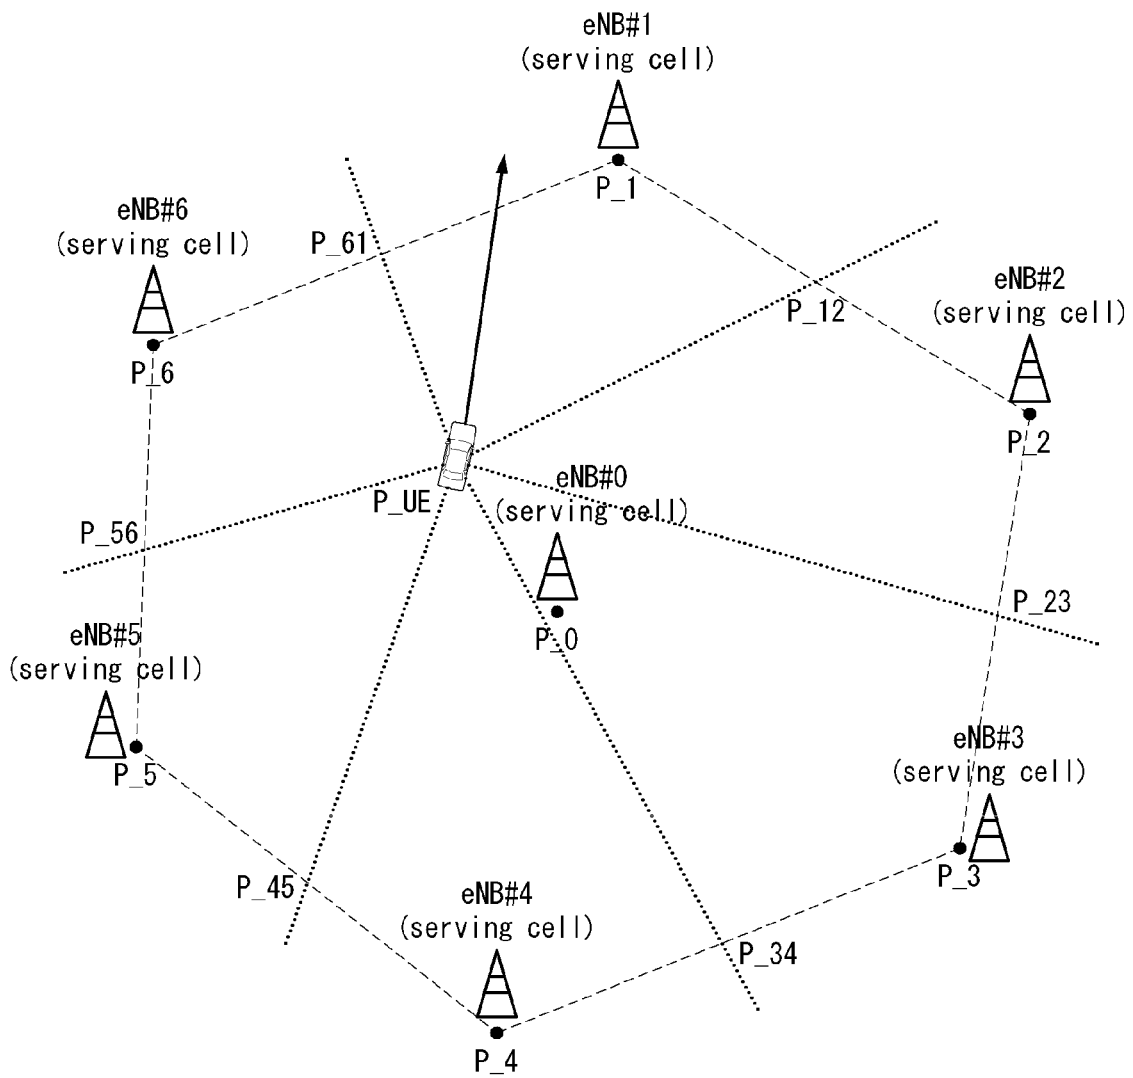 eNB#1
(serving cell)
P_1
eNB#6
(serving cell)
P_61
P_6
eNB#2
(serving cell)
P_12
P_2
eNB#0
(serving cell)
P_UE
P_56
P_0
P_23
eNB#5
(serving cell)
P_5
eNB#3
(serving cell)
P_3
P_45
eNB#4
(serving cell)
P_34
P_4